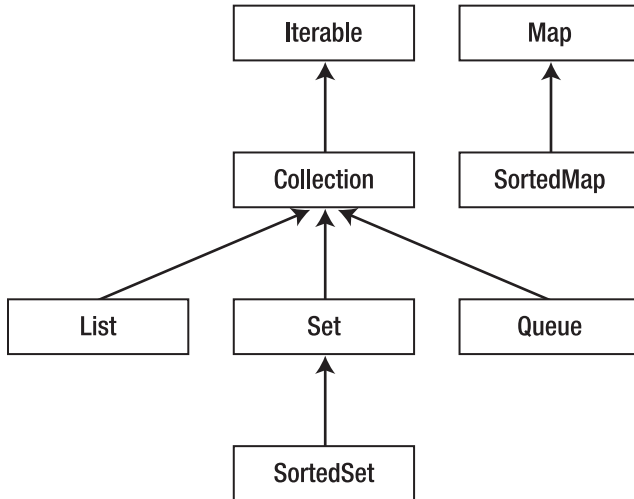 Iterable
Map
Collection
SortedMap
List
Set
Queue
SortedSet